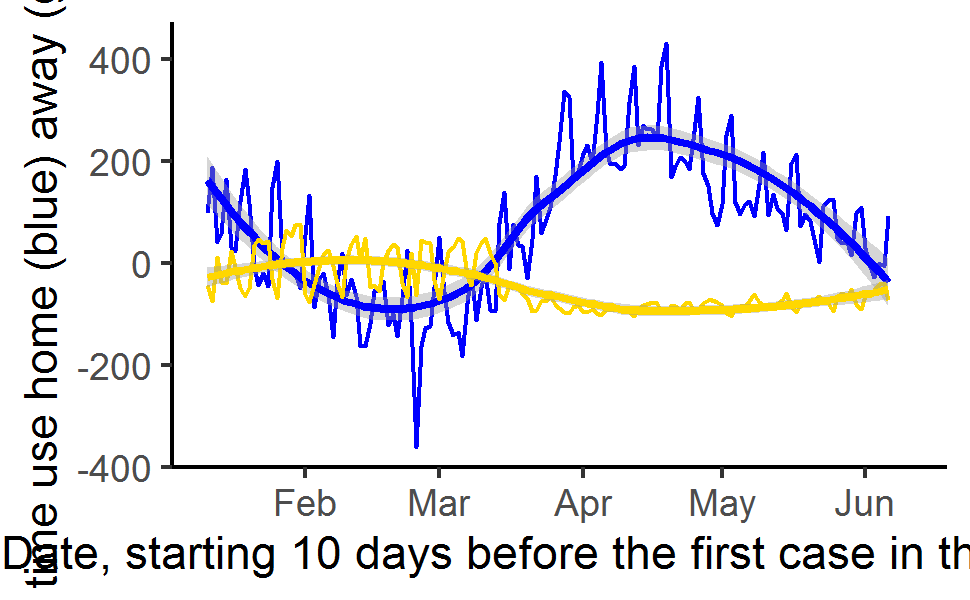 time use home (blue) away (
400
200
0
-200
-400
Feb Mar Apr May Jun
Date, starting 10 days before the first case in th